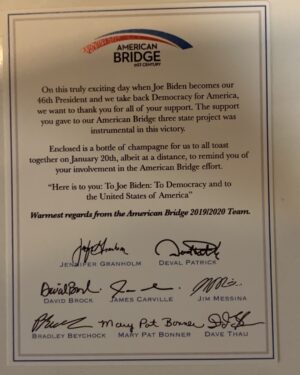 AMERICAN
BRIDGE
21ST CENTURY
On this truly exciting day when Joe Biden becomes our
46th President and we take back Democracy for America,
we want to thank you for all of your support. The support
you gave to our American Bridge three state project was
instrumental in this victory.
Enclosed is a bottle of champagne for us to all toast
together on January 20th, albeit at a distance, to remind you of
your involvement in the American Bridge effort.
"Here is to you: To Joe Biden: To Democracy and to
the United States of America"
Warmest regards from the American Bridge 2019/2020 Team.
JENNIFER GRANHOLM DEVAL PATRICK
DAVID BROCK JAMES CARVILLE JIM MESSINA
Mary Pat Bonner
BRADLEY BEYCHOCK MARY PAT BONNER DAVE THAU